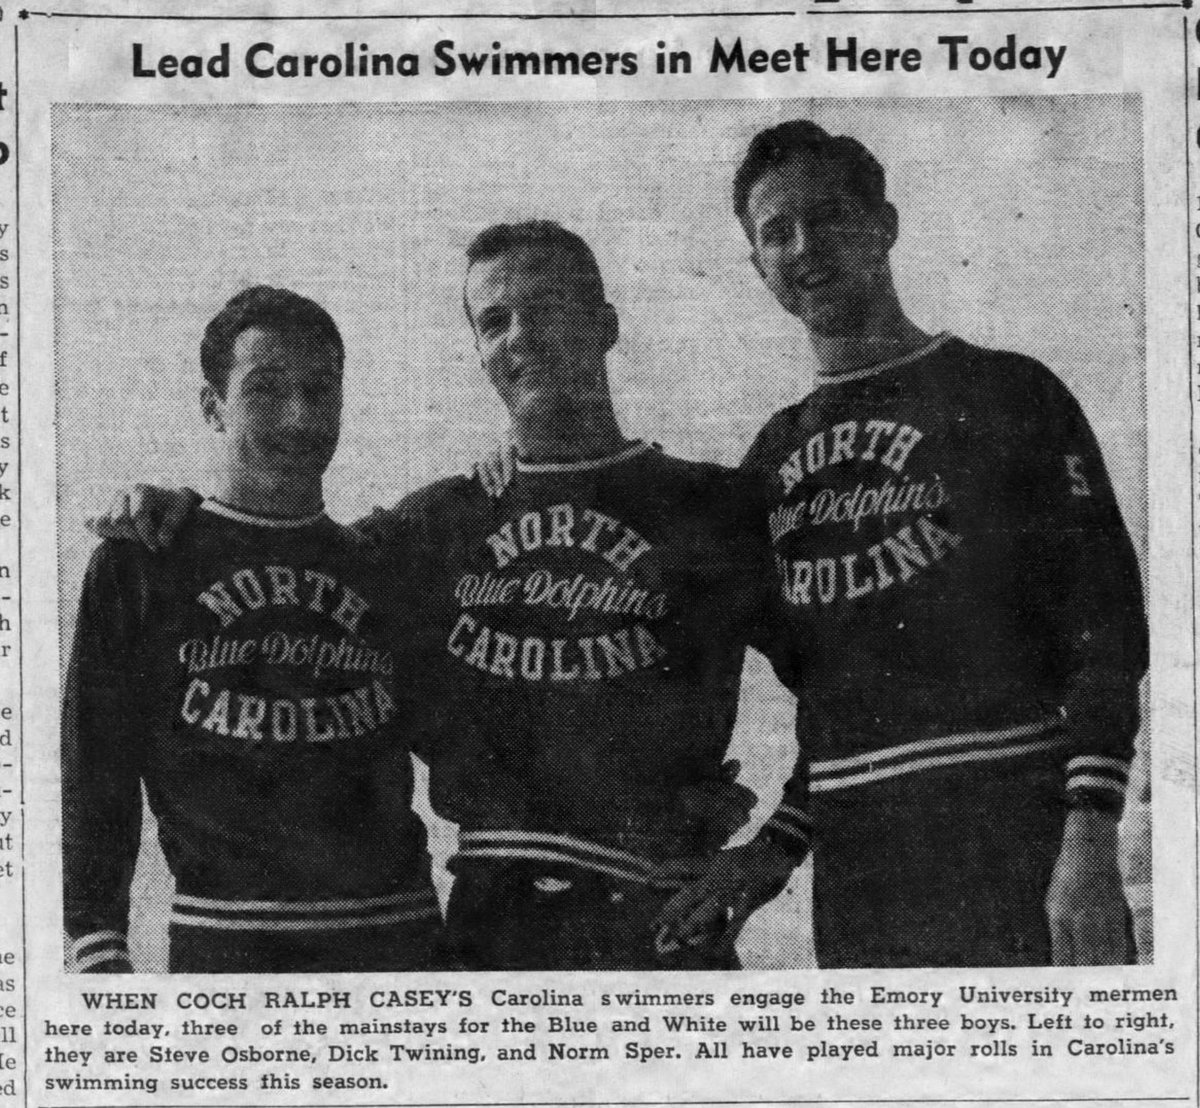 Lead Carolina Swimmers in Meet Here Today
NORTH
Blue Dolphins
CAROLINA
NORTH
Blue Dolphins
CAROLINA
NORTH
Blue Dolphins
CAROLINA
5
WHEN COCH RALPH CASEY'S Carolina swimmers engage the Emory University mermen
here today, three of the mainstays for the Blue and White will be these three boys. Left to right,
they are Steve Osborne, Dick Twining, and Norm Sper. All have played major rolls in Carolina's
swimming success this season.